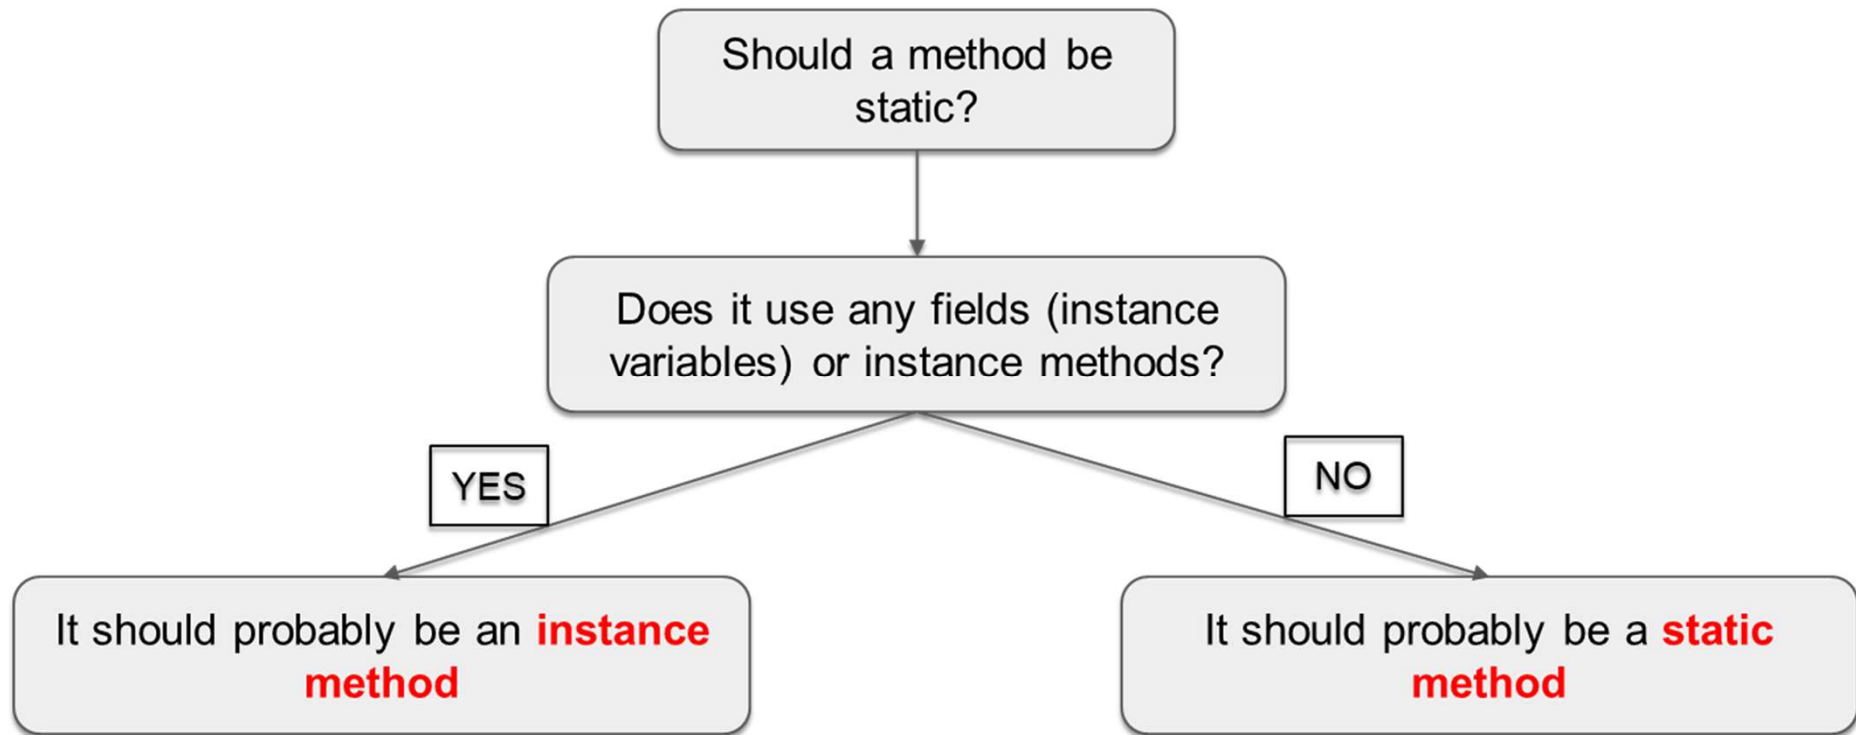 Should a method be
static?
Does it use any fields (instance
variables) or instance methods?
YES
NO
It should probably be an instance
method
It should probably be a static
method